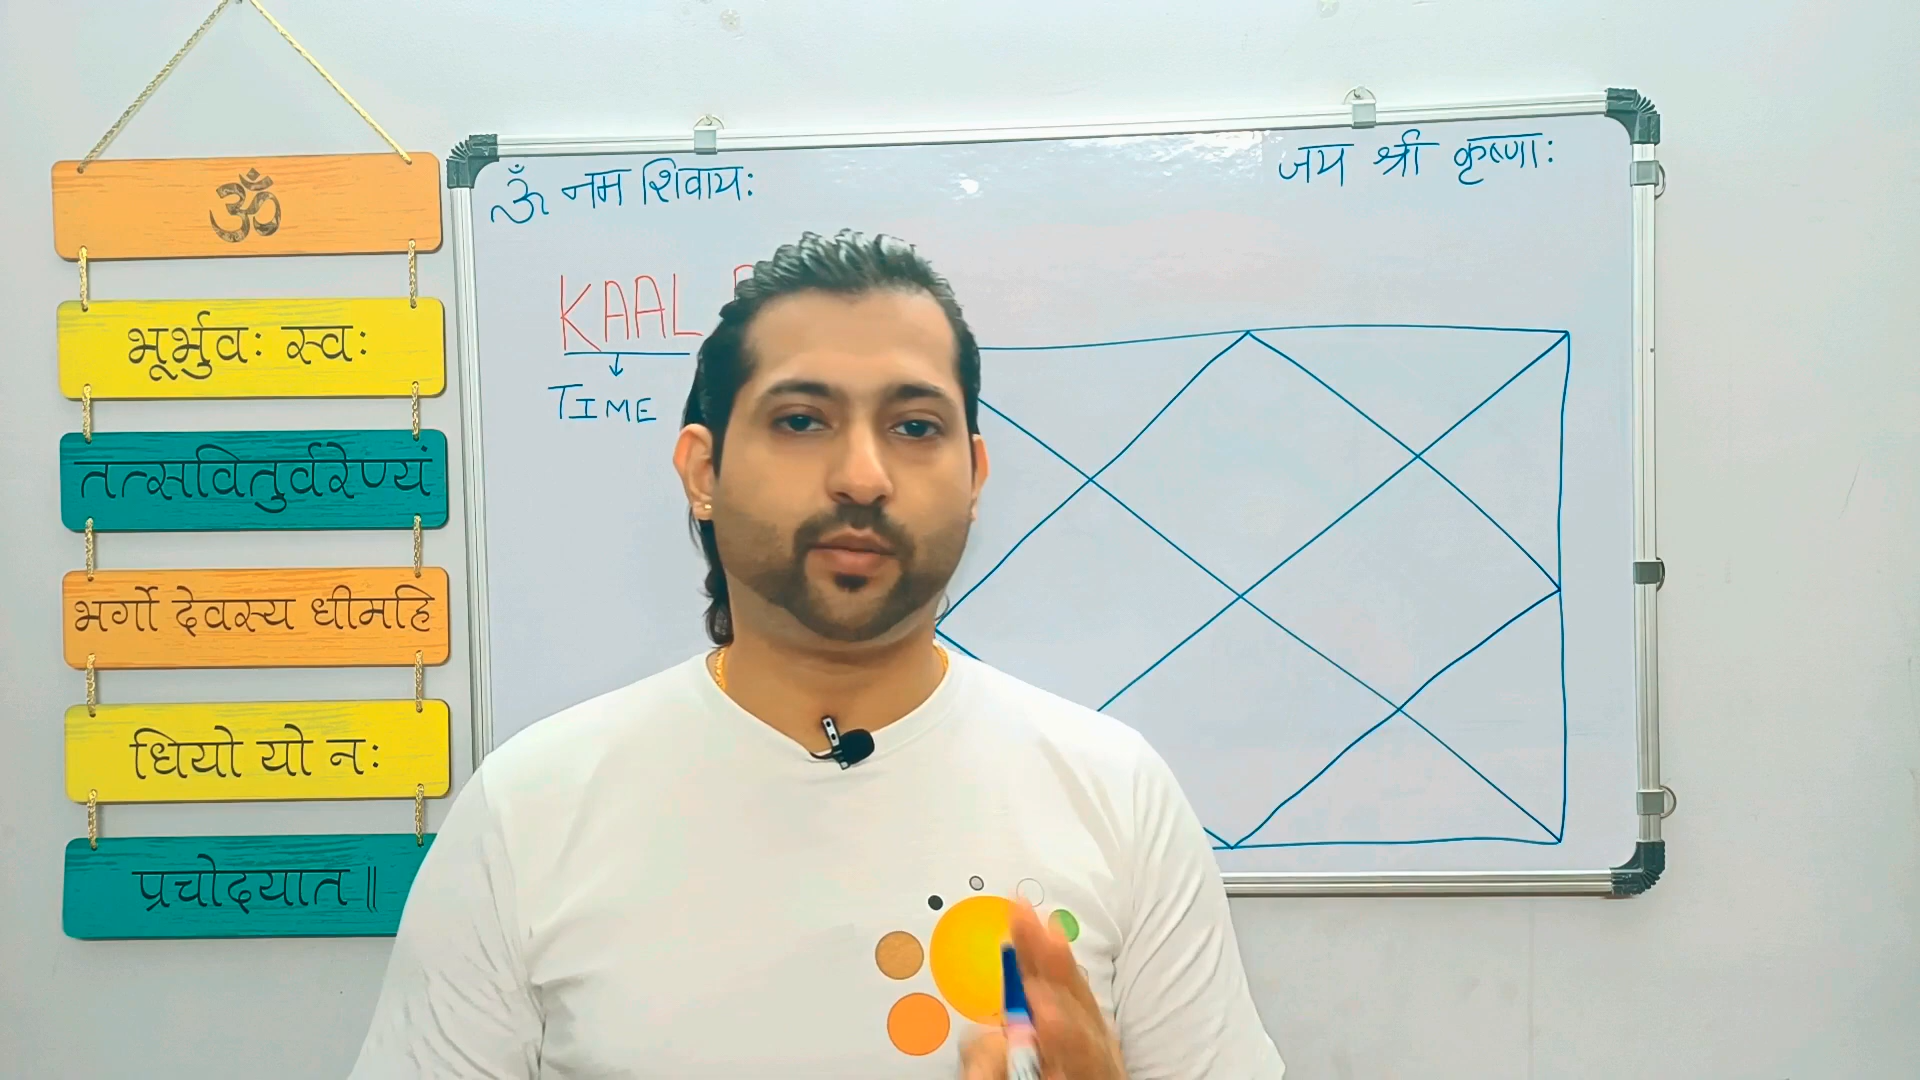 ॐ
भूर्भुवः स्वः
तत्सवितुर्वरेण्यं
भर्गो देवस्य धीमहि
धियो यो नः
प्रचोदयात॥
ॐ नम शिवायः
जय श्री कृष्णाः
KAAL
TIME